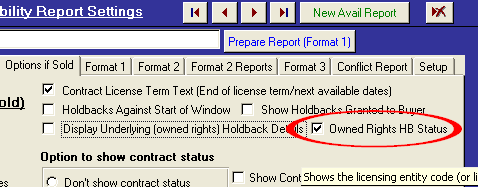 bility Report Settings New Avail Report
Prepare Report (Format 1)
Options if Sold Format 1 Format 2 Format 2 Reports Format 3 Conflict Report Setup
Contract License Term Text (End of license term/next available dates)
old) Holdbacks Against Start of Window Show Holdbacks Granted to Buyer
Display Underlying (owned rights) Holdback Details Owned Rights HB Status
Option to show contract status
es Don't show contract status Show Cont Shows the licensing entity code (or li